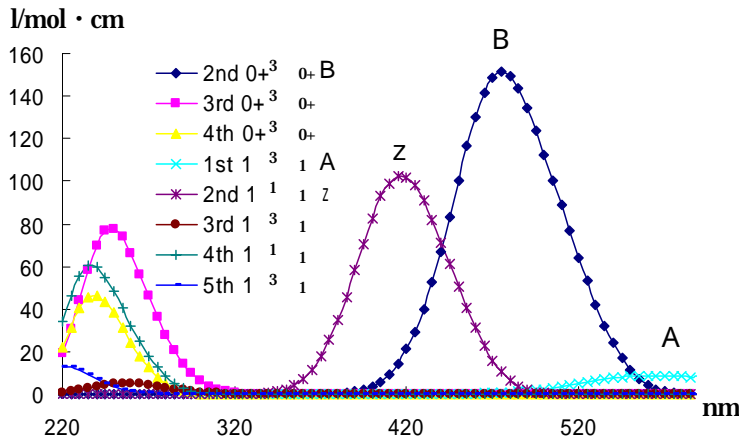 l/mol · cm
160
140
120
100
80
60
40
20
0
220
320
420
520
nm
2nd 0+ 3 0+ B
3rd 0+ 3 0+
4th 0+ 3 0+
1st 1 3 1 A
2nd 1 1 1 z
3rd 1 3 1
4th 1 1 1
5th 1 3 1
B
z
A